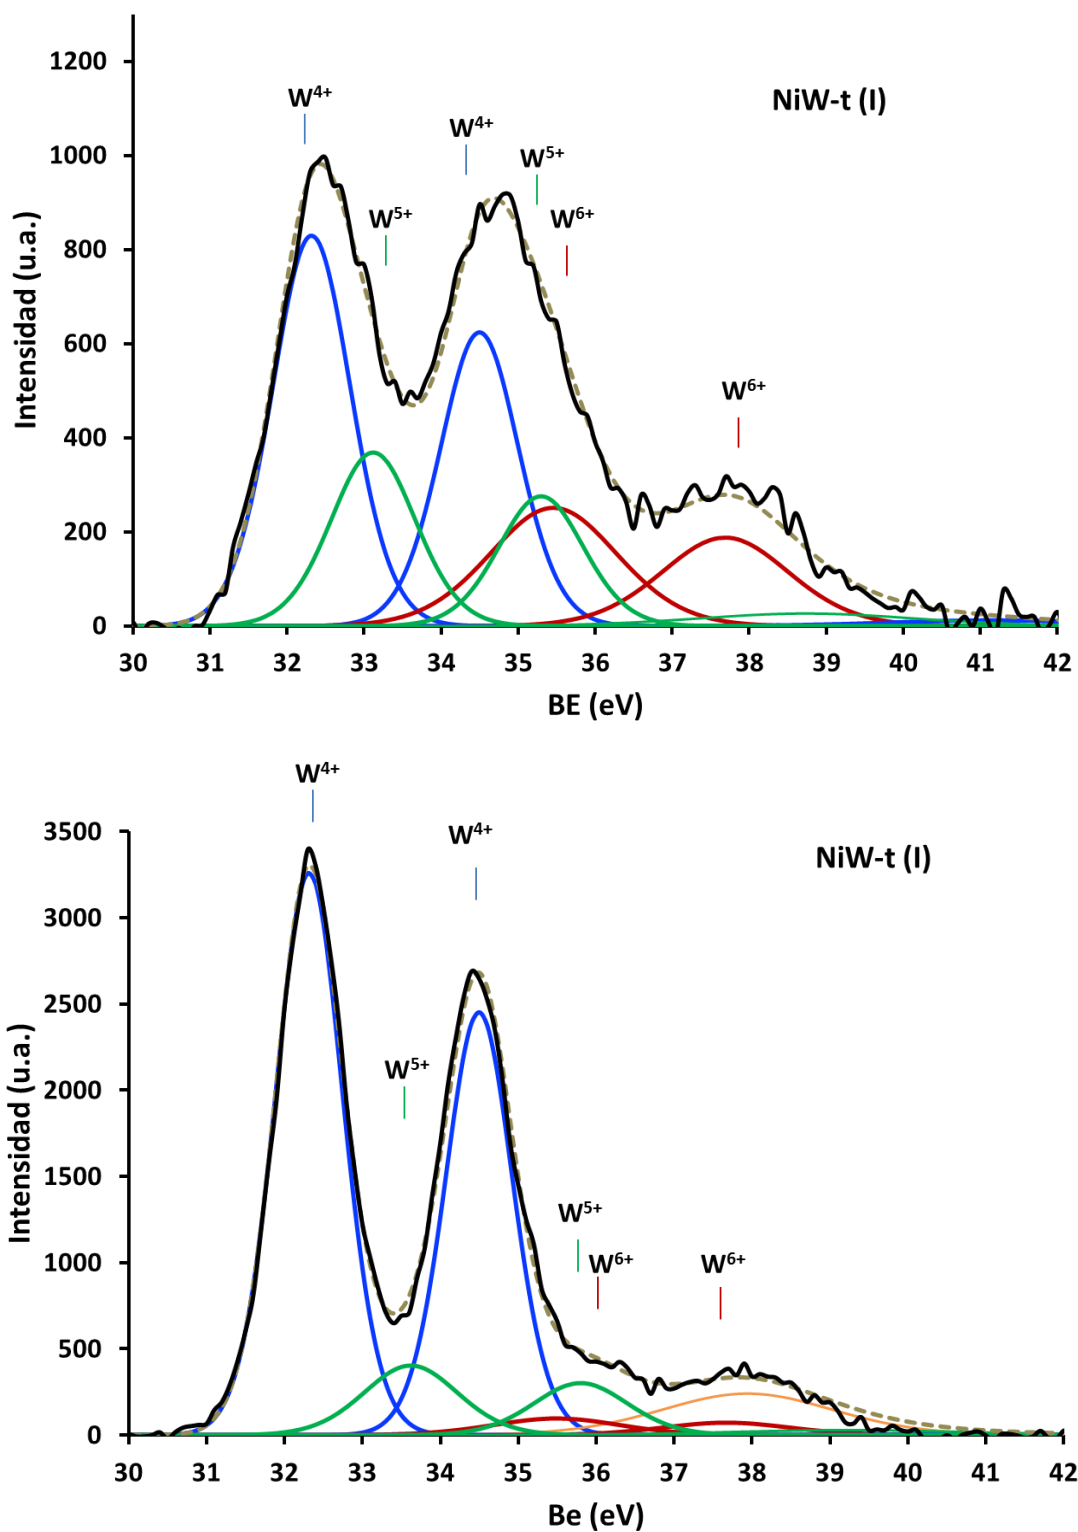 1200
NiW-t (I)
W⁴⁺
W⁴⁺
1000
W⁵⁺
W⁵⁺
W⁶⁺
800
600
W⁶⁺
400
200
0
Intensidad (u.a.)
30 31 32 33 34 35 36 37 38 39 40 41 42
BE (eV)
W⁴⁺
3500
W⁴⁺
NiW-t (I)
3000
2500
W⁵⁺
2000
1500
W⁵⁺
W⁶⁺
W⁶⁺
1000
500
0
Intensidad (u.a.)
30 31 32 33 34 35 36 37 38 39 40 41 42
Be (eV)